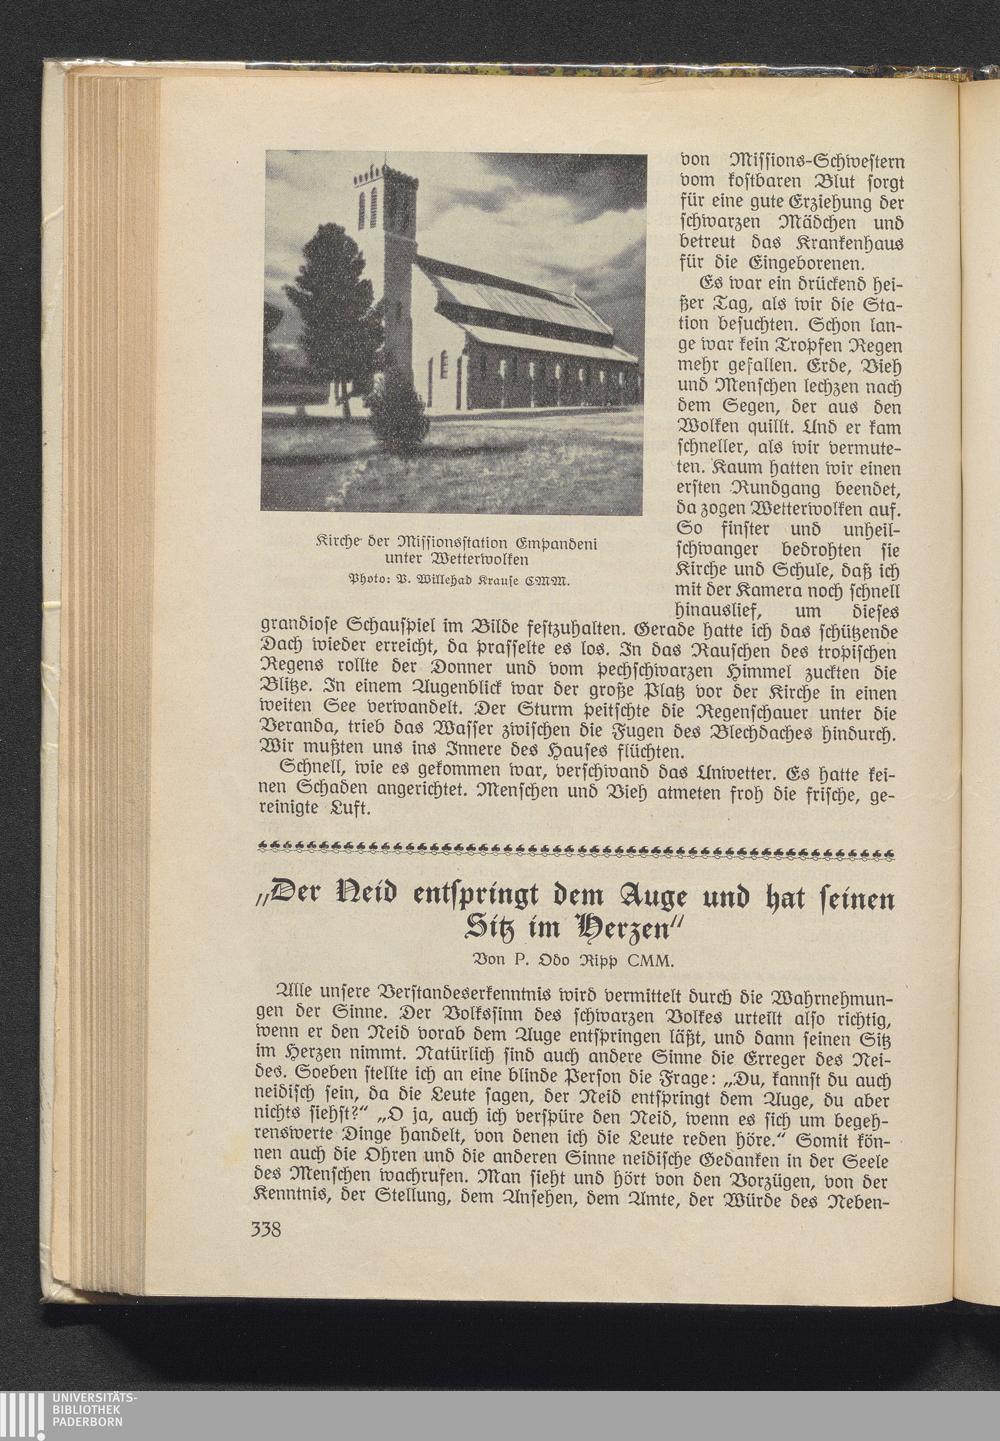 von Missions-Schwestern
vom kostbaren Blut sorgt
für eine gute Erziehung der
schwarzen Mädchen und
betreut das Krankenhaus
für die Eingeborenen.
Es war ein drückend hei-
ßer Tag, als wir die Sta-
tion besuchten. Schon lan-
ge war kein Tropfen Regen
mehr gefallen. Erde, Vieh
und Menschen lechzen nach
dem Segen, der aus den
Wolken quillt. Und er kam
schneller, als wir vermute-
ten. Kaum hatten wir einen
ersten Rundgang beendet,
da zogen Wetterwolken auf.
So finster und unheil-
schwanger bedrohten sie
Kirche und Schule, daß ich
mit der Kamera noch schnell
hinauslief, um dieses
Kirche der Missionsstation Empandeni
unter Wetterwolken
Photo: P. Willehad Krause CMM.
grandiose Schauspiel im Bilde festzuhalten. Gerade hatte ich das schützende
Dach wieder erreicht, da prasselte es los. In das Rauschen des tropischen
Regens rollte der Donner und vom pechschwarzen Himmel zuckten die
Blitze. In einem Augenblick war der große Platz vor der Kirche in einen
weiten See verwandelt. Der Sturm peitschte die Regenschauer unter die
Veranda, trieb das Wasser zwischen die Fugen des Blechdaches hindurch.
Wir mußten uns ins Innere des Hauses flüchten.
Schnell, wie es gekommen war, verschwand das Unwetter. Es hatte kei-
nen Schaden angerichtet. Menschen und Vieh atmeten froh die frische, ge-
reinigte Luft.
„Der Neid entspringt dem Auge und hat seinen
Sitz im Herzen"
Von P. Odo Ripp CMM.
Alle unsere Verstandeserkenntnis wird vermittelt durch die Wahrnehmun-
gen der Sinne. Der Volkssinn des schwarzen Volkes urteilt also richtig,
wenn er den Neid vorab dem Auge entspringen läßt, und dann seinen Sitz
im Herzen nimmt. Natürlich sind auch andere Sinne die Erreger des Nei-
des. Soeben stellte ich an eine blinde Person die Frage: „Du, kannst du auch
neidisch sein, da die Leute sagen, der Neid entspringt dem Auge, du aber
nichts siehst?" „O ja, auch ich verspüre den Neid, wenn es sich um begeh-
renswerte Dinge handelt, von denen ich die Leute reden höre." Somit kön-
nen auch die Ohren und die anderen Sinne neidische Gedanken in der Seele
des Menschen wachrufen. Man sieht und hört von den Vorzügen, von der
Kenntnis, der Stellung, dem Ansehen, dem Amte, der Würde des Neben-
338
UNIVERSITÄTS-
BIBLIOTHEK
PADERBORN